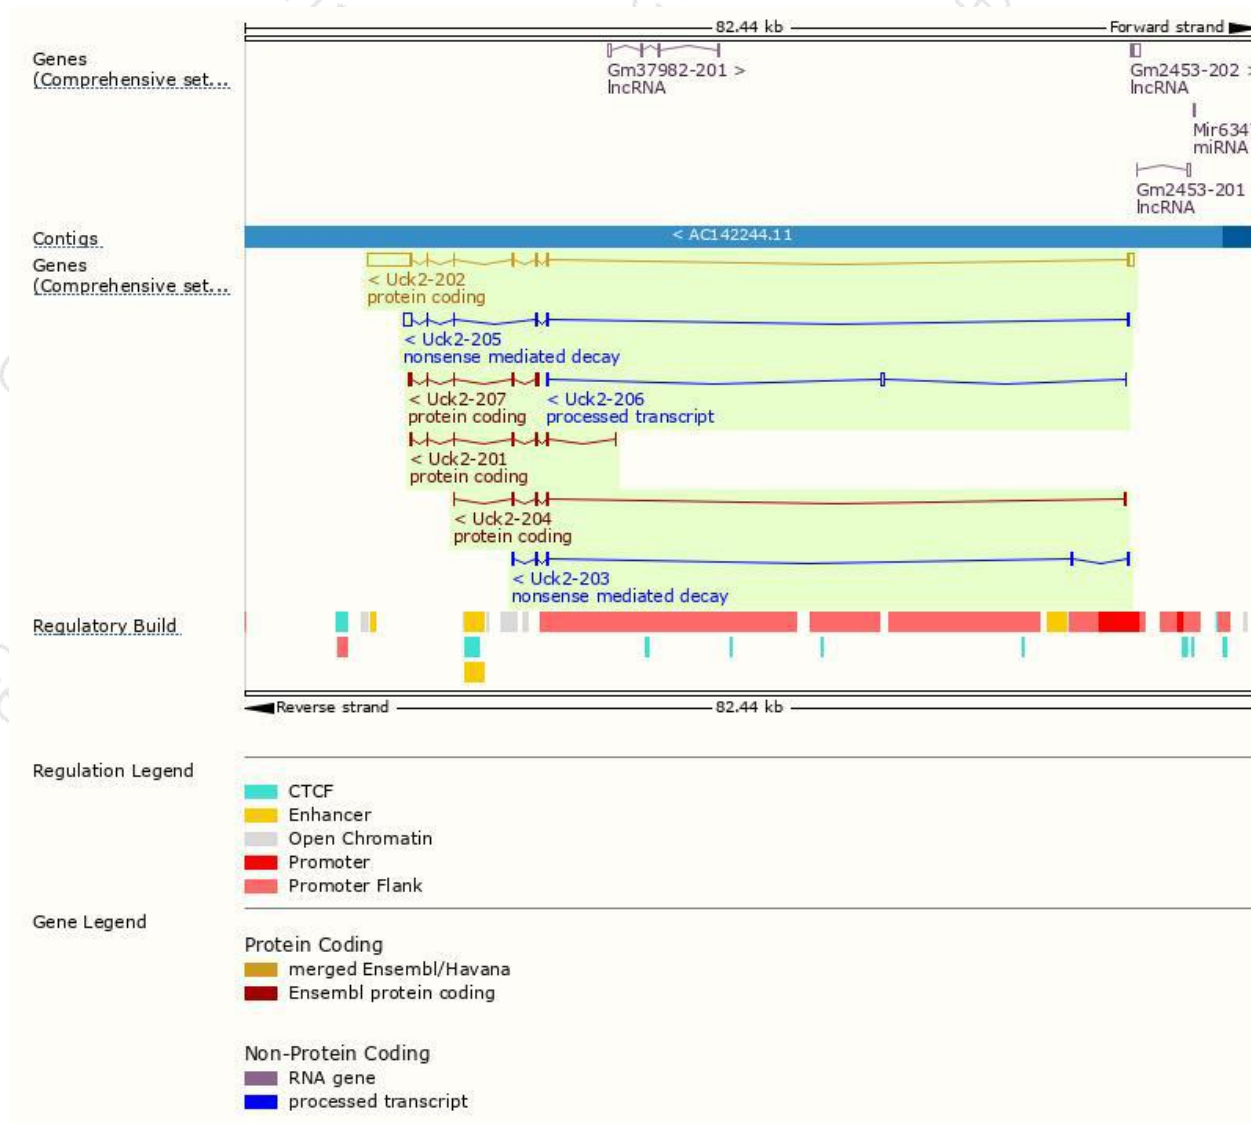 82.44 kb
Forward strand
Genes
(Comprehensive set...
Gm37982-201 >
lncRNA
Gm2453-202 >
lncRNA
Mir634
miRNA
Gm2453-201
lncRNA
Contigs
< AC142244.11
Genes
(Comprehensive set...
< Uck2-202
protein coding
< Uck2-205
nonsense mediated decay
< Uck2-207
protein coding
< Uck2-206
processed transcript
< Uck2-201
protein coding
< Uck2-204
protein coding
< Uck2-203
nonsense mediated decay
Regulatory Build
Reverse strand
82.44 kb
Regulation Legend
CTCF
Enhancer
Open Chromatin
Promoter
Promoter Flank
Gene Legend
Protein Coding
merged Ensembl/Havana
Ensembl protein coding
Non-Protein Coding
RNA gene
processed transcript